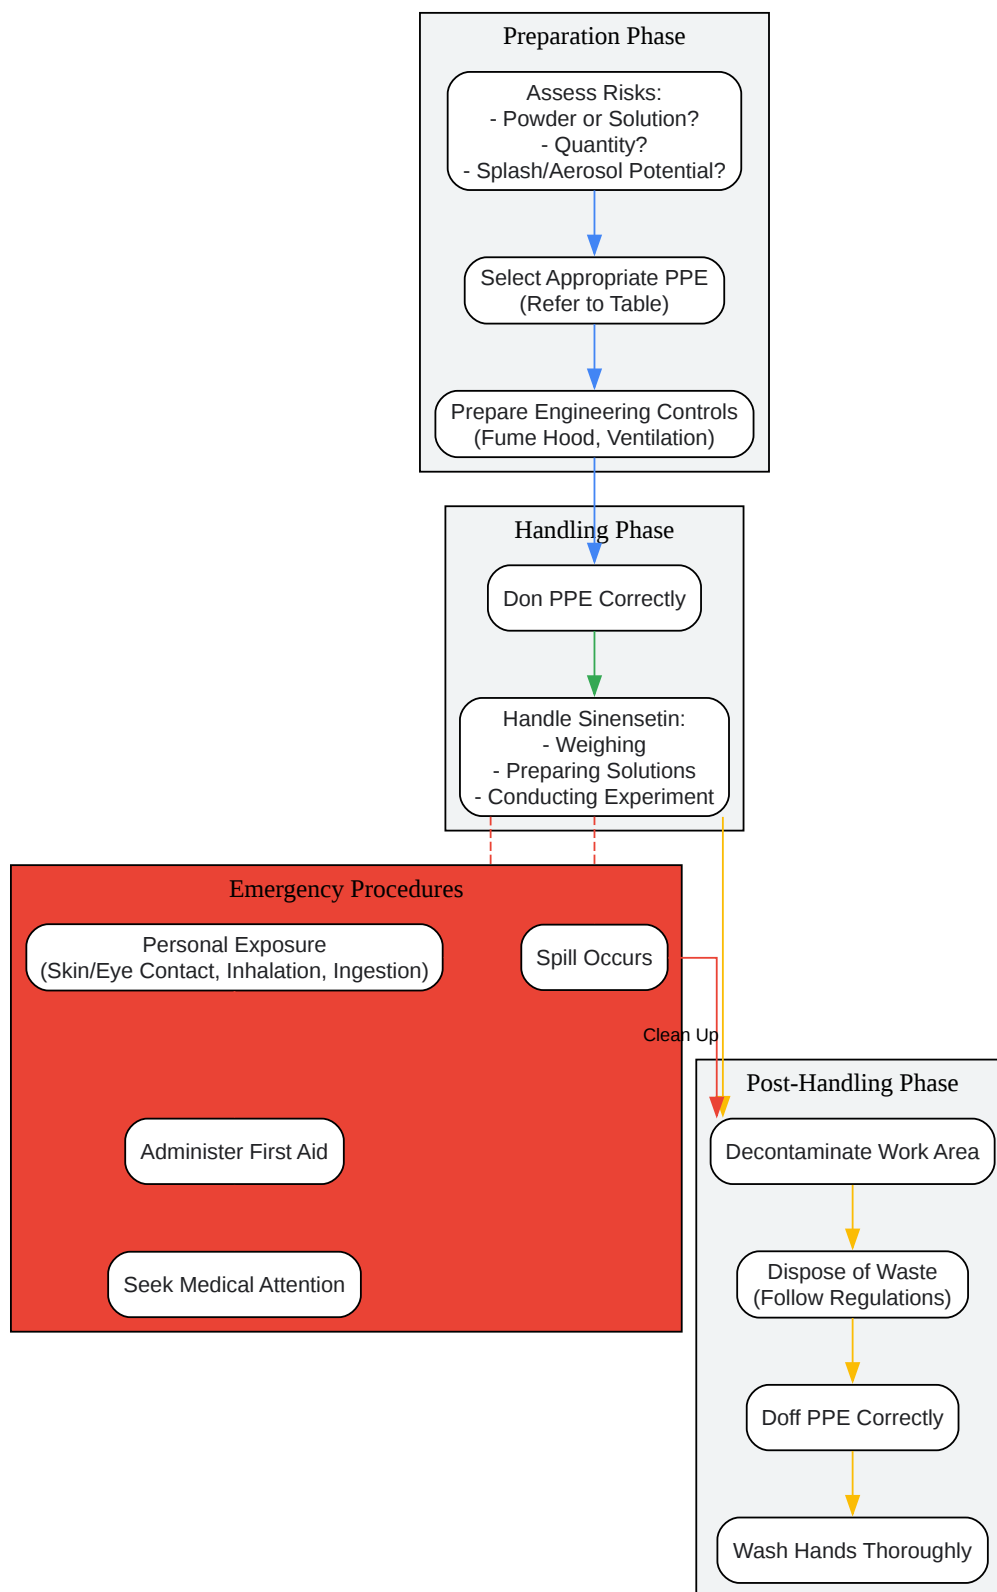 Preparation Phase
Assess Risks:
- Powder or Solution?
- Quantity?
- Splash/Aerosol Potential?
Select Appropriate PPE
(Refer to Table)
Prepare Engineering Controls
(Fume Hood, Ventilation)
Handling Phase
Don PPE Correctly
Handle Sinensetin:
- Weighing
- Preparing Solutions
- Conducting Experiment
Emergency Procedures
Personal Exposure
(Skin/Eye Contact, Inhalation, Ingestion)
Spill Occurs
Clean Up
Administer First Aid
Seek Medical Attention
Post-Handling Phase
Decontaminate Work Area
Dispose of Waste
(Follow Regulations)
Doff PPE Correctly
Wash Hands Thoroughly